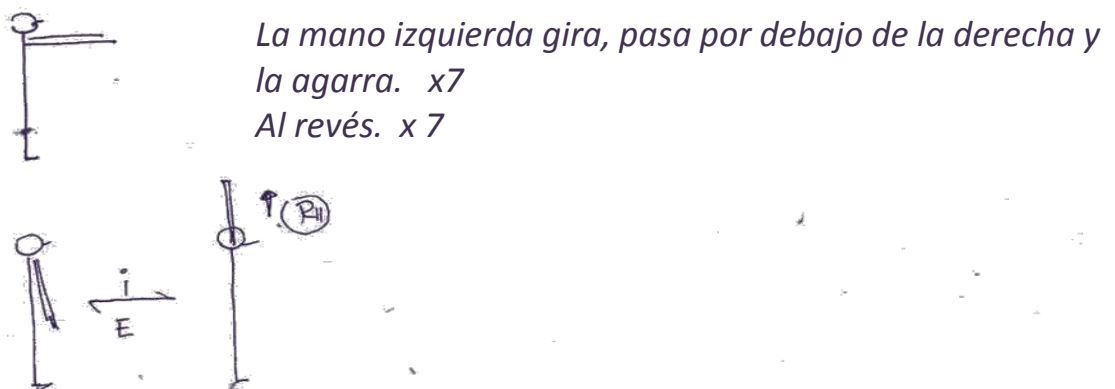 La mano izquierda gira, pasa por debajo de la derecha y
la agarra. x7
Al revés. x 7
i
E